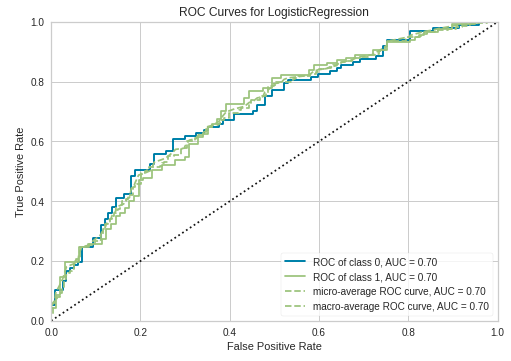 ROC Curves for LogisticRegression
True Positive Rate
1.0
0.8
0.6
0.4
0.2
0.0
ROC of class 0, AUC = 0.70
ROC of class 1, AUC = 0.70
micro-average ROC curve, AUC = 0.70
macro-average ROC curve, AUC = 0.70
0.0 0.2 0.4 0.6 0.8 1.0
False Positive Rate